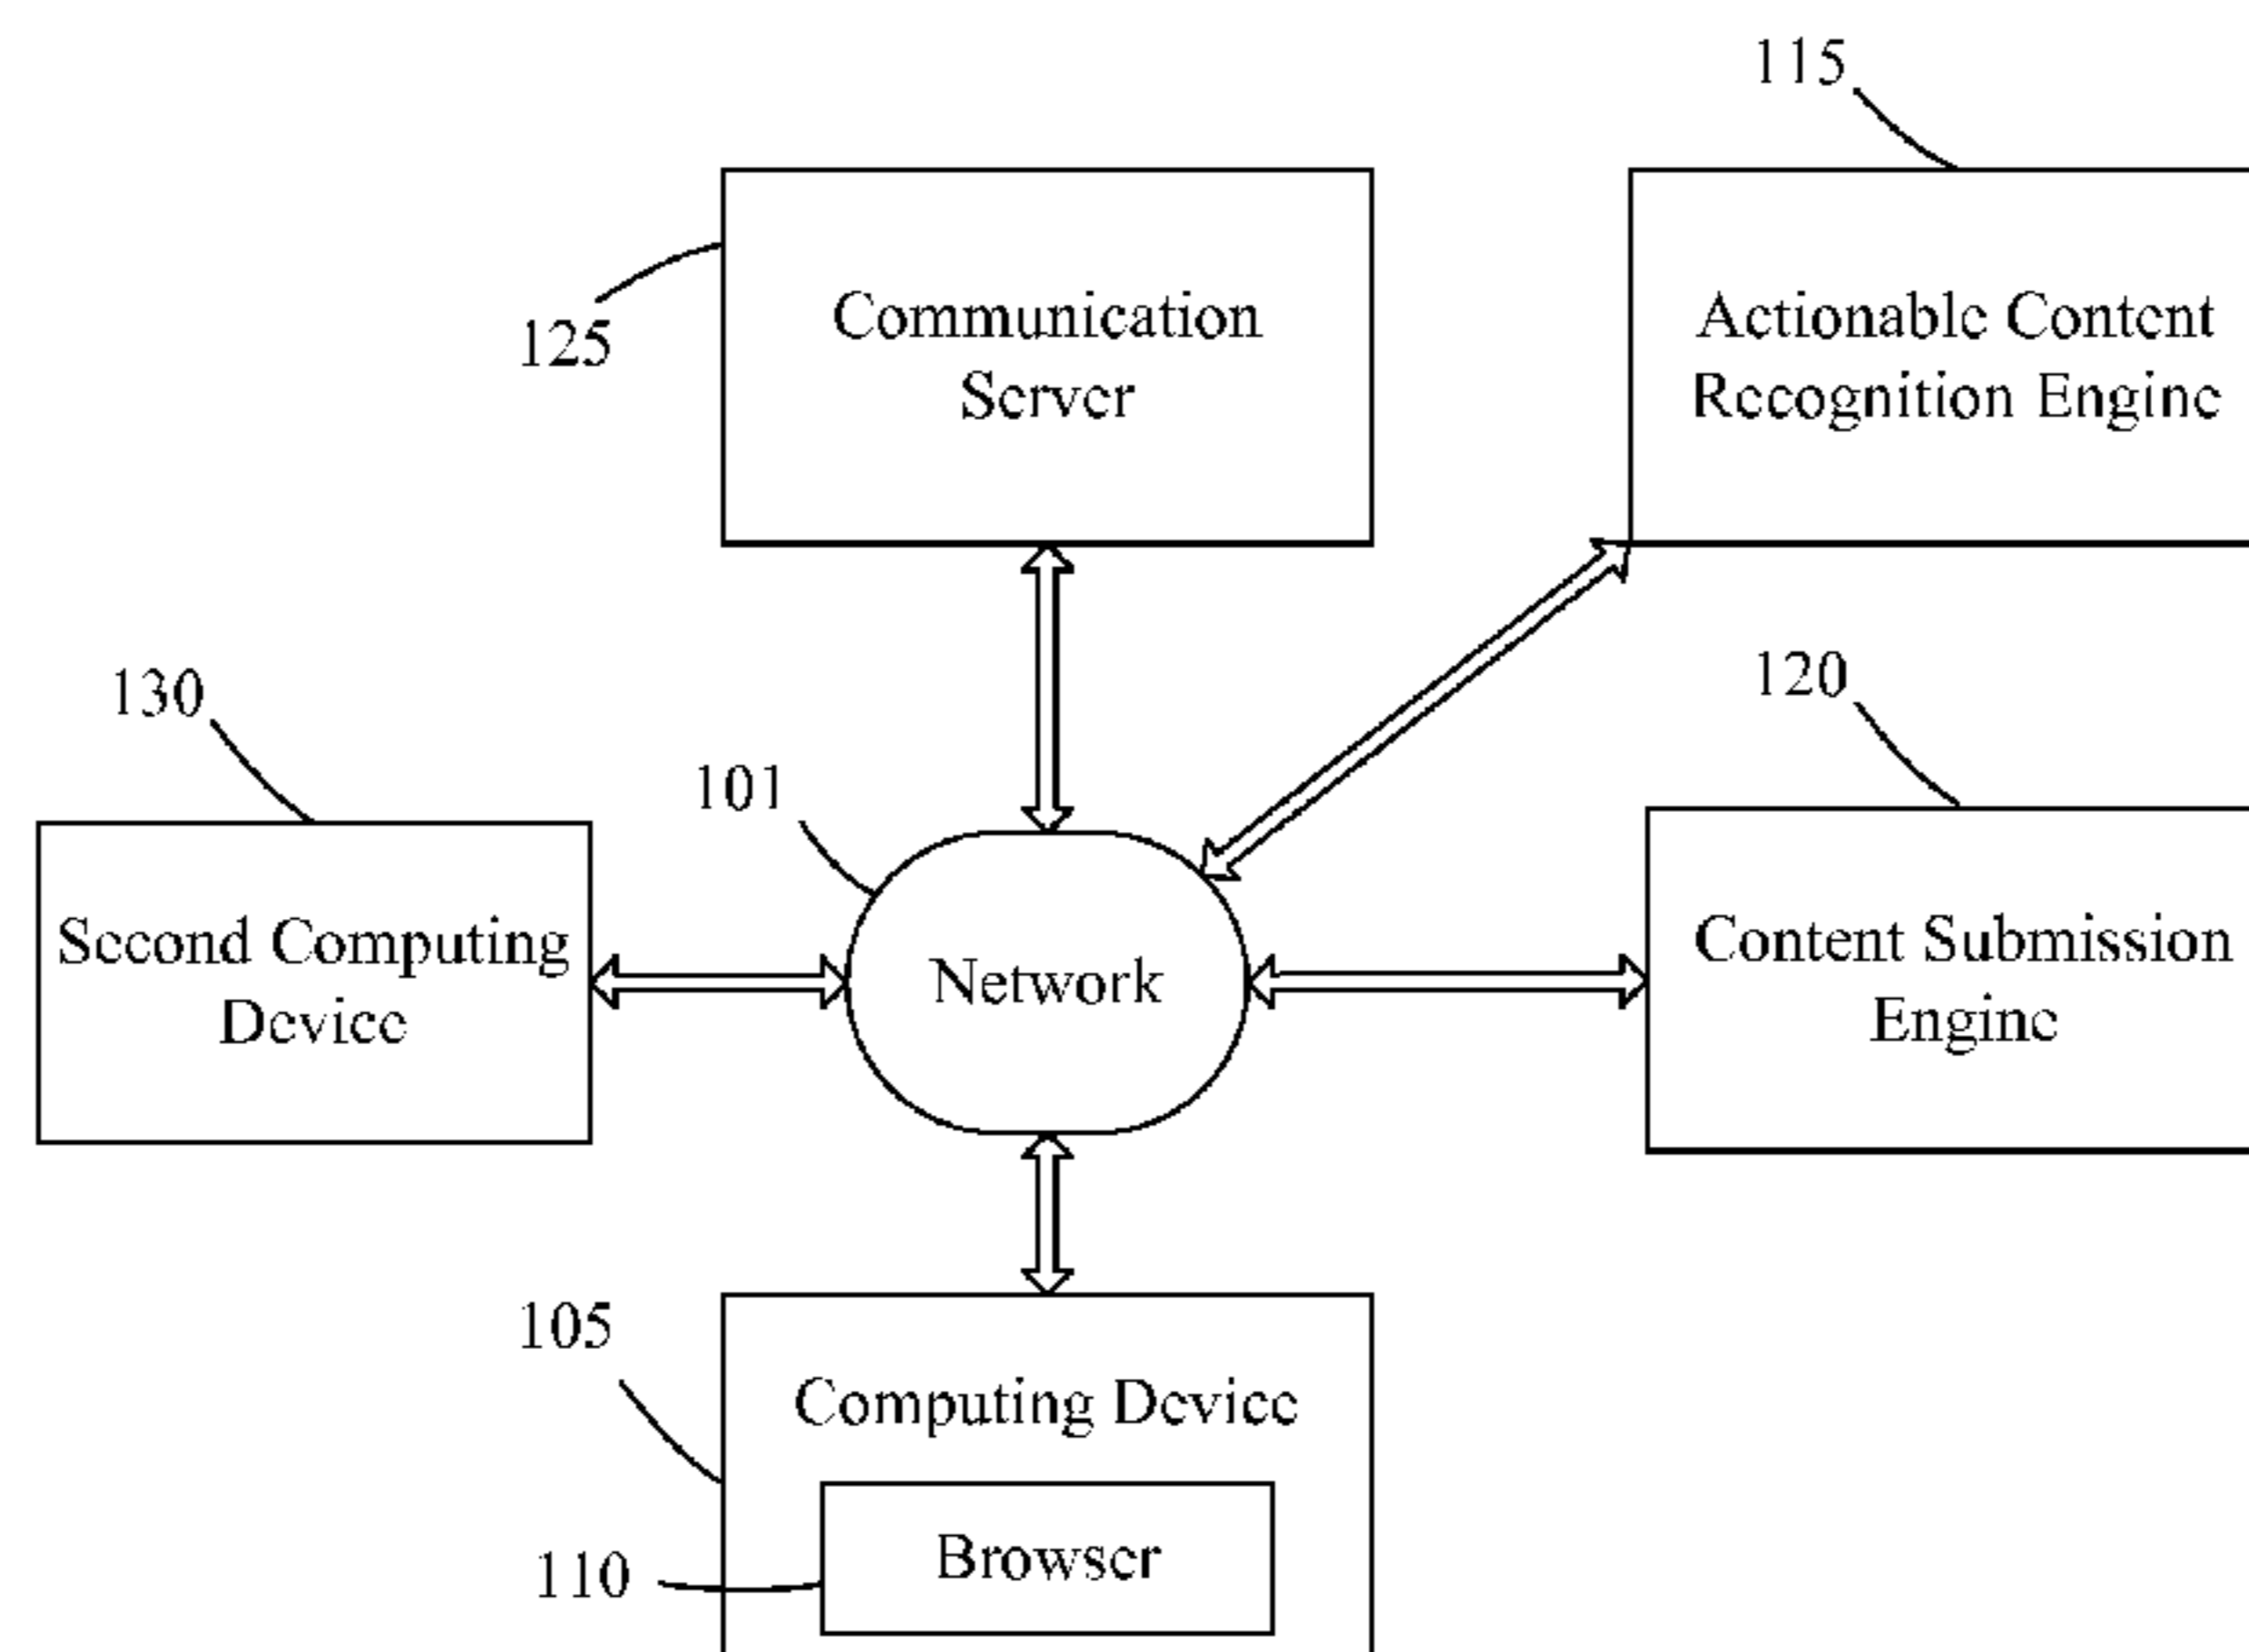 115
125
Communication
Server
Actionable Content
Recognition Engine
130
101
120
Second Computing
Device
Network
Content Submission
Engine
105
Computing Device
110
Browser